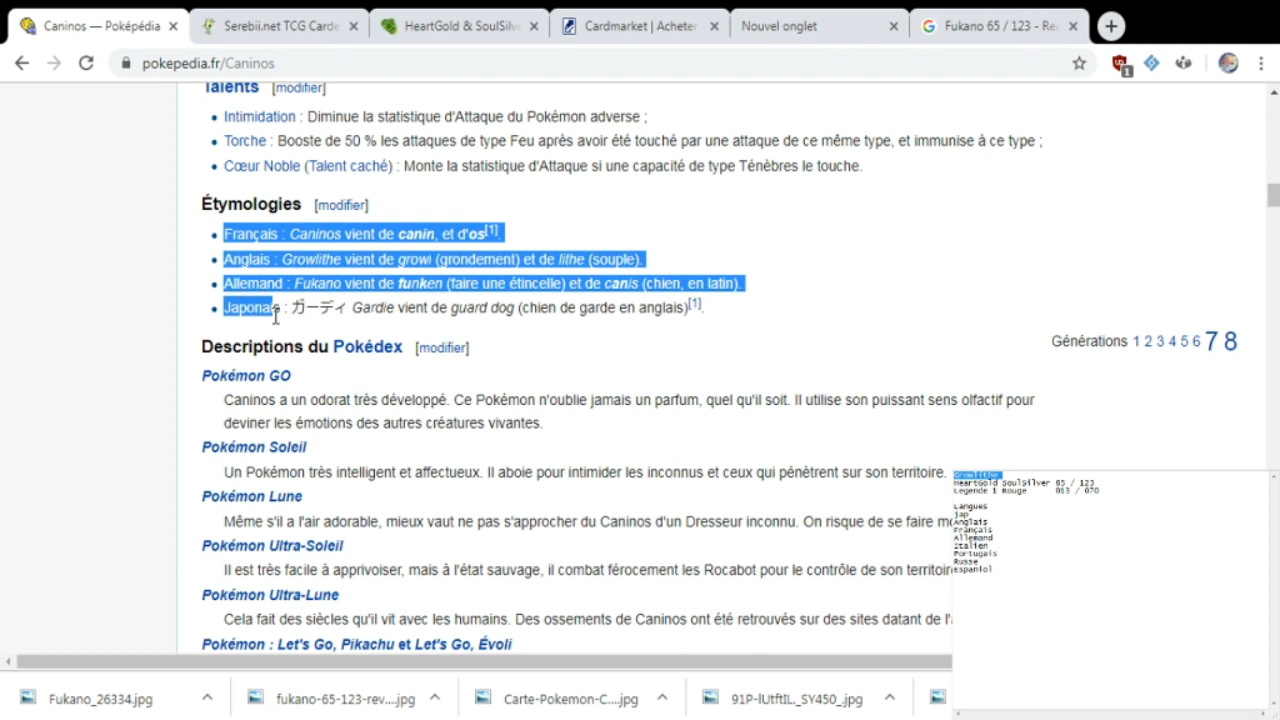 Caninos — Poképédia
Serebii.net TCG Carde
HeartGold & SoulSilve
Cardmarket | Acheter
Nouvel onglet
Fukano 65 / 123 - Rec
pokepedia.fr/Caninos
1
Talents [modifier]
Intimidation : Diminue la statistique d'Attaque du Pokémon adverse ;
Torche : Booste de 50 % les attaques de type Feu après avoir été touché par une attaque de ce même type, et immunise à ce type ;
Cœur Noble (Talent caché) : Monte la statistique d'Attaque si une capacité de type Ténèbres le touche.
Étymologies [modifier]
Français : Caninos vient de canin, et d'os[1].
Anglais : Growlithe vient de growl (grondement) et de lithe (souple).
Allemand : Fukano vient de funken (faire une étincelle) et de canis (chien, en latin).
Japonais : ガーディ Gardie vient de guard dog (chien de garde en anglais)[1].
Descriptions du Pokédex [modifier]
Générations 1 2 3 4 5 6 7 8
Pokémon GO
Caninos a un odorat très développé. Ce Pokémon n'oublie jamais un parfum, quel qu'il soit. Il utilise son puissant sens olfactif pour
deviner les émotions des autres créatures vivantes.
Pokémon Soleil
Un Pokémon très intelligent et affectueux. Il aboie pour intimider les inconnus et ceux qui pénètrent sur son territoire.
Pokémon Lune
Même s'il a l'air adorable, mieux vaut ne pas s'approcher du Caninos d'un Dresseur inconnu. On risque de se faire mo
Pokémon Ultra-Soleil
Il est très facile à apprivoiser, mais à l'état sauvage, il combat férocement les Rocabot pour le contrôle de son territoir
Pokémon Ultra-Lune
Cela fait des siècles qu'il vit avec les humains. Des ossements de Caninos ont été retrouvés sur des sites datant de l'
Pokémon : Let's Go, Pikachu et Let's Go, Évoli
Growlithe
HeartGold SoulSilver 65 / 123
Legende 1 Rouge 013 / 070
Langues
jap
Anglais
Français
Allemand
Italien
Portugais
Russe
Espaniol
Fukano_26334.jpg
fukano-65-123-rev....jpg
Carte-Pokemon-C....jpg
91P-lUtftIL._SY450_.jpg